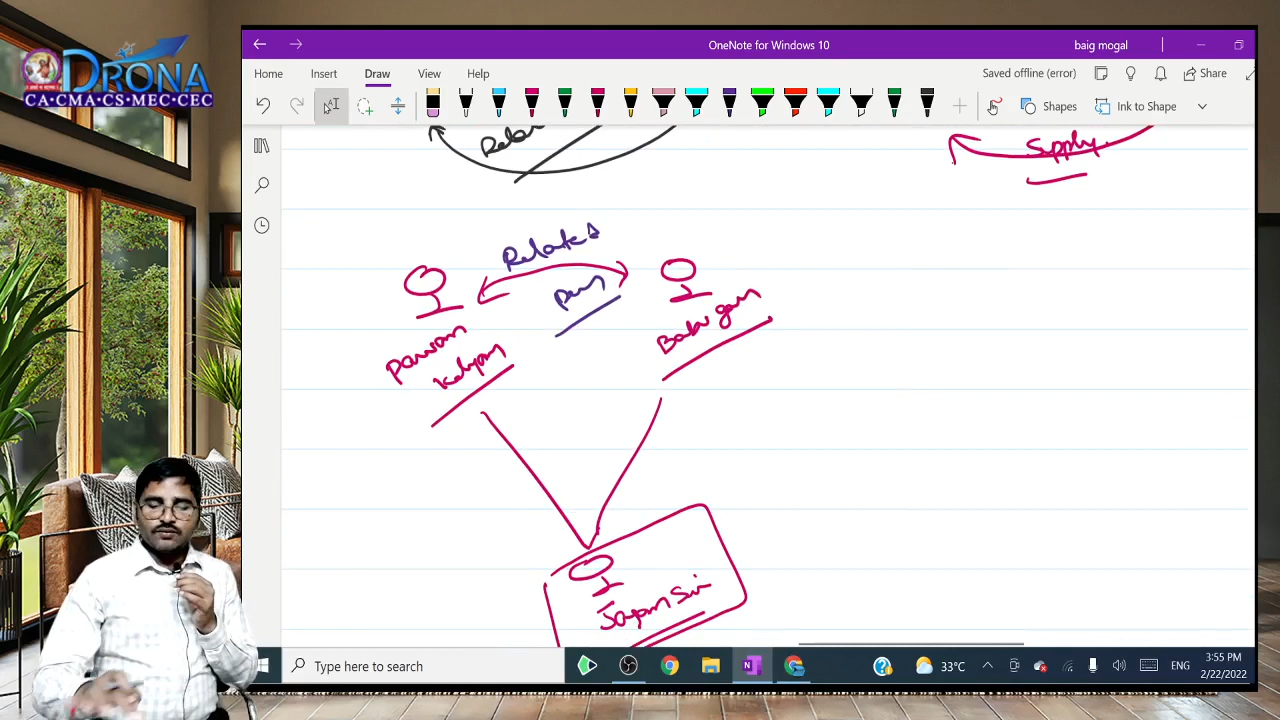 DRONA
CA•CMA•CS•MEC•CEC
OneNote for Windows 10
baig mogal
Home Insert Draw View Help
Saved offline (error)
Share
Shapes
Ink to Shape
Supply
Related
Party
Pawan
Kalyan
Babu garu
Sir
Type here to search
33°C
ENG
3:55 PM
2/22/2022